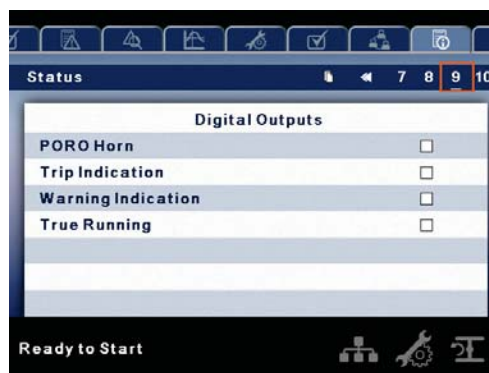 Status 7 8 9 10
Digital Outputs
PORO Horn
Trip Indication
Warning Indication
True Running
Ready to Start